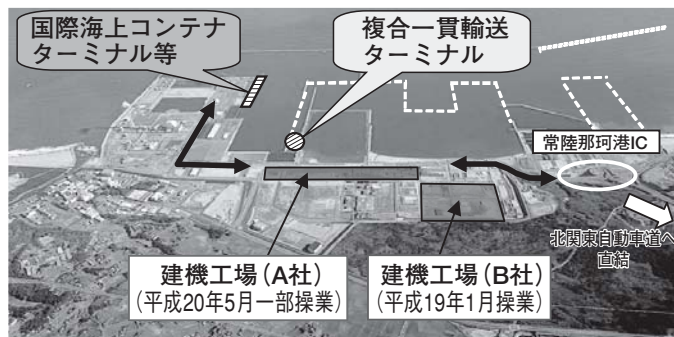 国際海上コンテナ
ターミナル等
複合一貫輸送
ターミナル
常陸那珂港IC
北関東自動車道へ
直結
建機工場(A社)
(平成20年5月一部操業)
建機工場(B社)
(平成19年1月操業)